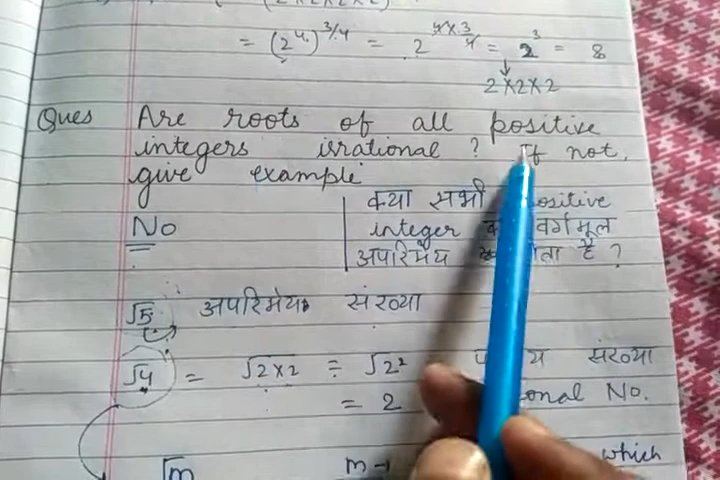 = (2⁴)^3/4 = 2^4×3/4 = 2³ = 8
2×2×2
Ques Are roots of all positive
integers irrational ? If not,
give example
No
क्या सभी positive
integer वर्गमूल
अपरिमेय है ?
√5 अपरिमेय संख्या
√4 = √2×2 = √2² संख्या
= 2 No.
√m m which